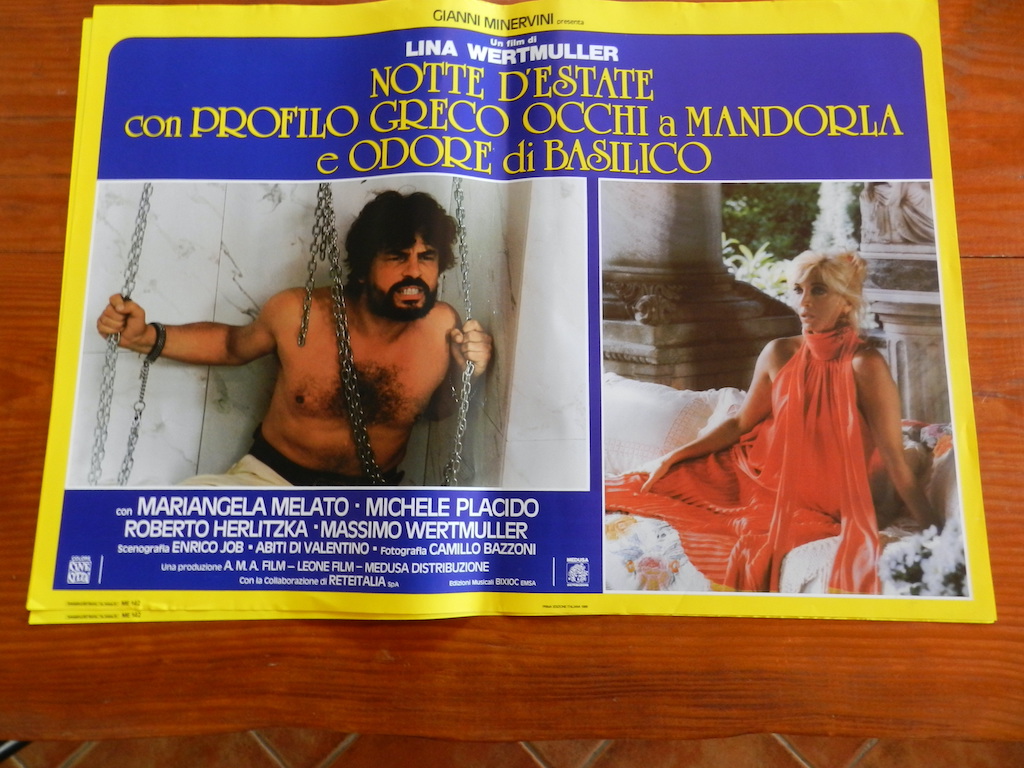 GIANNI MINERVINI presenta
Un film di
LINA WERTMULLER
NOTTE D'ESTATE
con PROFILO GRECO OCCHI a MANDORLA
e ODORE di BASILICO
con MARIANGELA MELATO · MICHELE PLACIDO
ROBERTO HERLITZKA · MASSIMO WERTMULLER
Scenografia ENRICO JOB · ABITI DI VALENTINO · Fotografia CAMILLO BAZZONI
Una produzione A.M.A. FILM – LEONE FILM – MEDUSA DISTRIBUZIONE
Con la Collaborazione di RETEITALIA SpA
Edizioni Musicali BIXIOC EMSA
MEDUSA